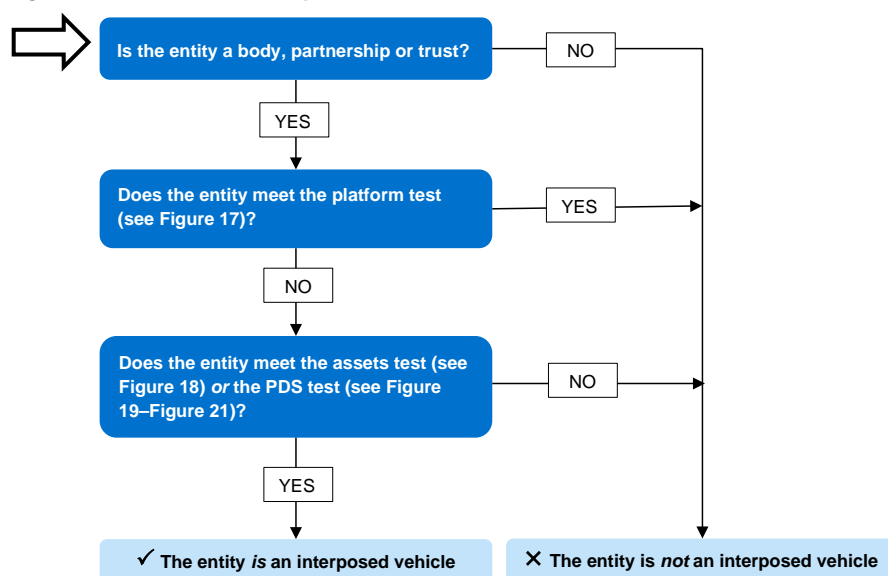 Is the entity a body, partnership or trust?
NO
YES
Does the entity meet the platform test
(see Figure 17)?
YES
NO
Does the entity meet the assets test (see
Figure 18) or the PDS test (see Figure
19–Figure 21)?
NO
YES
✓ The entity is an interposed vehicle
✕ The entity is not an interposed vehicle